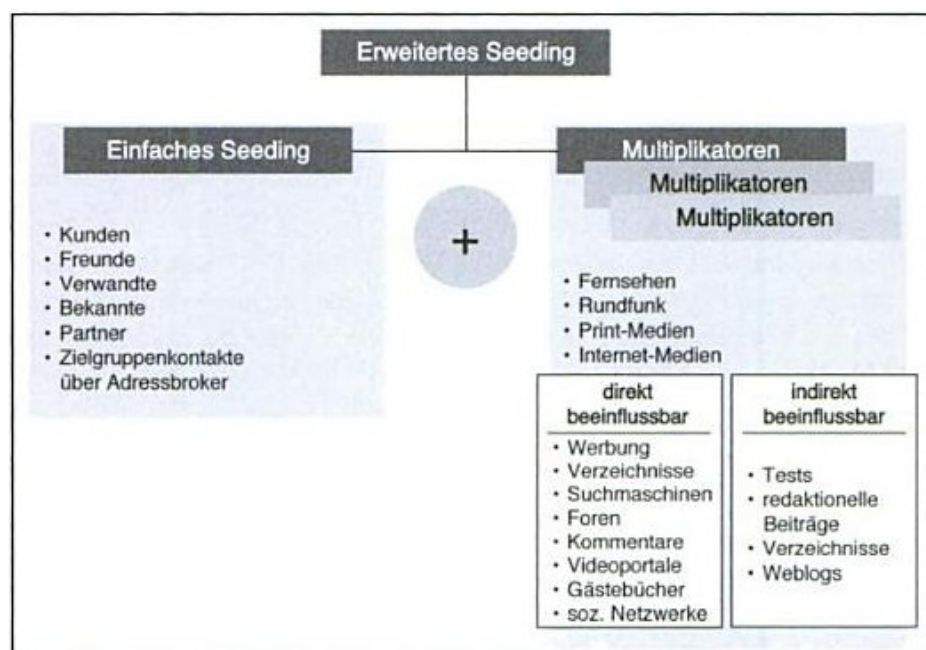 Erweitertes Seeding
Einfaches Seeding
• Kunden
• Freunde
• Verwandte
• Bekannte
• Partner
• Zielgruppenkontakte
über Adressbroker
+
Multiplikatoren
Multiplikatoren
Multiplikatoren
• Fernsehen
• Rundfunk
• Print-Medien
• Internet-Medien
direkt
beeinflussbar
• Werbung
• Verzeichnisse
• Suchmaschinen
• Foren
• Kommentare
• Videoportale
• Gästebücher
• soz. Netzwerke
indirekt
beeinflussbar
• Tests
• redaktionelle
Beiträge
• Verzeichnisse
• Weblogs